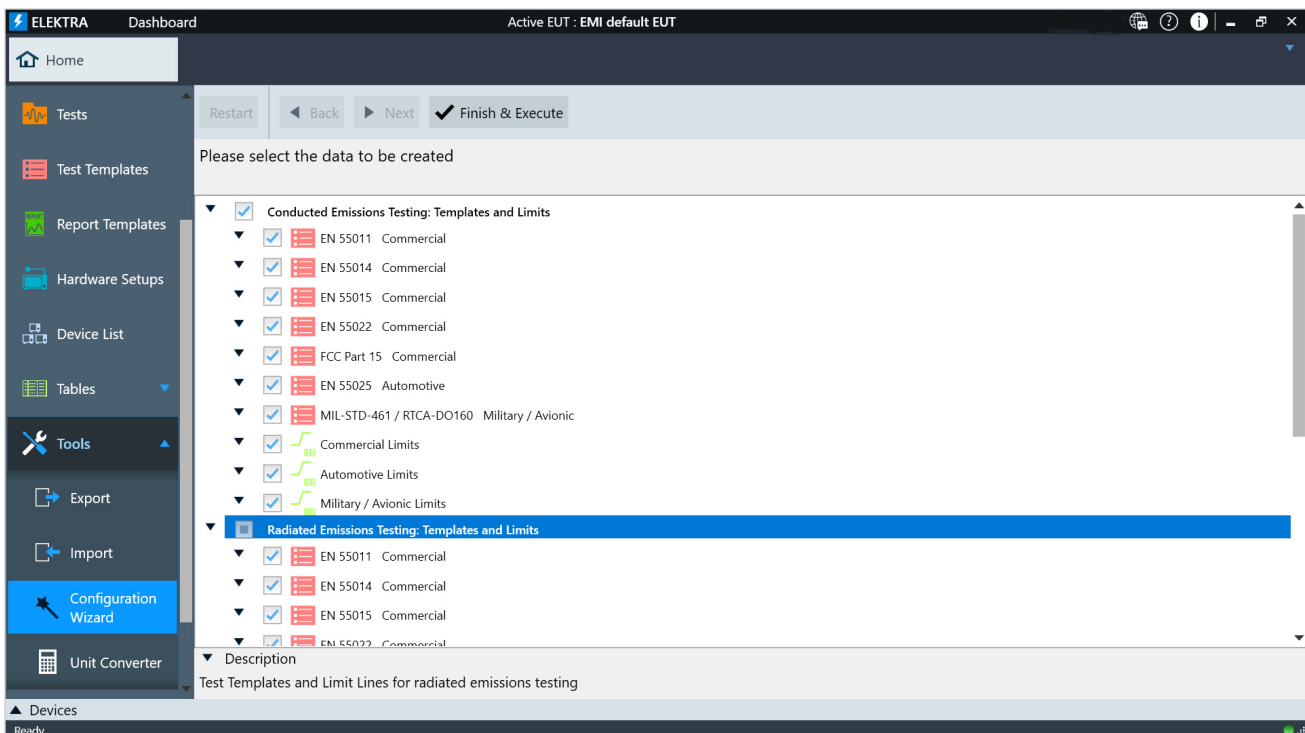 ELEKTRA Dashboard Active EUT : EMI default EUT
Home
Tests
Test Templates
REPORT
Report Templates
Hardware Setups
Device List
Tables
Tools
Export
Import
Configuration
Wizard
Unit Converter
Restart Back Next Finish & Execute
Please select the data to be created
Conducted Emissions Testing: Templates and Limits
EN 55011 Commercial
EN 55014 Commercial
EN 55015 Commercial
EN 55022 Commercial
FCC Part 15 Commercial
EN 55025 Automotive
MIL-STD-461 / RTCA-DO160 Military / Avionic
Commercial Limits
Automotive Limits
Military / Avionic Limits
Radiated Emissions Testing: Templates and Limits
EN 55011 Commercial
EN 55014 Commercial
EN 55015 Commercial
EN 55022 Commercial
Description
Test Templates and Limit Lines for radiated emissions testing
Devices
Ready